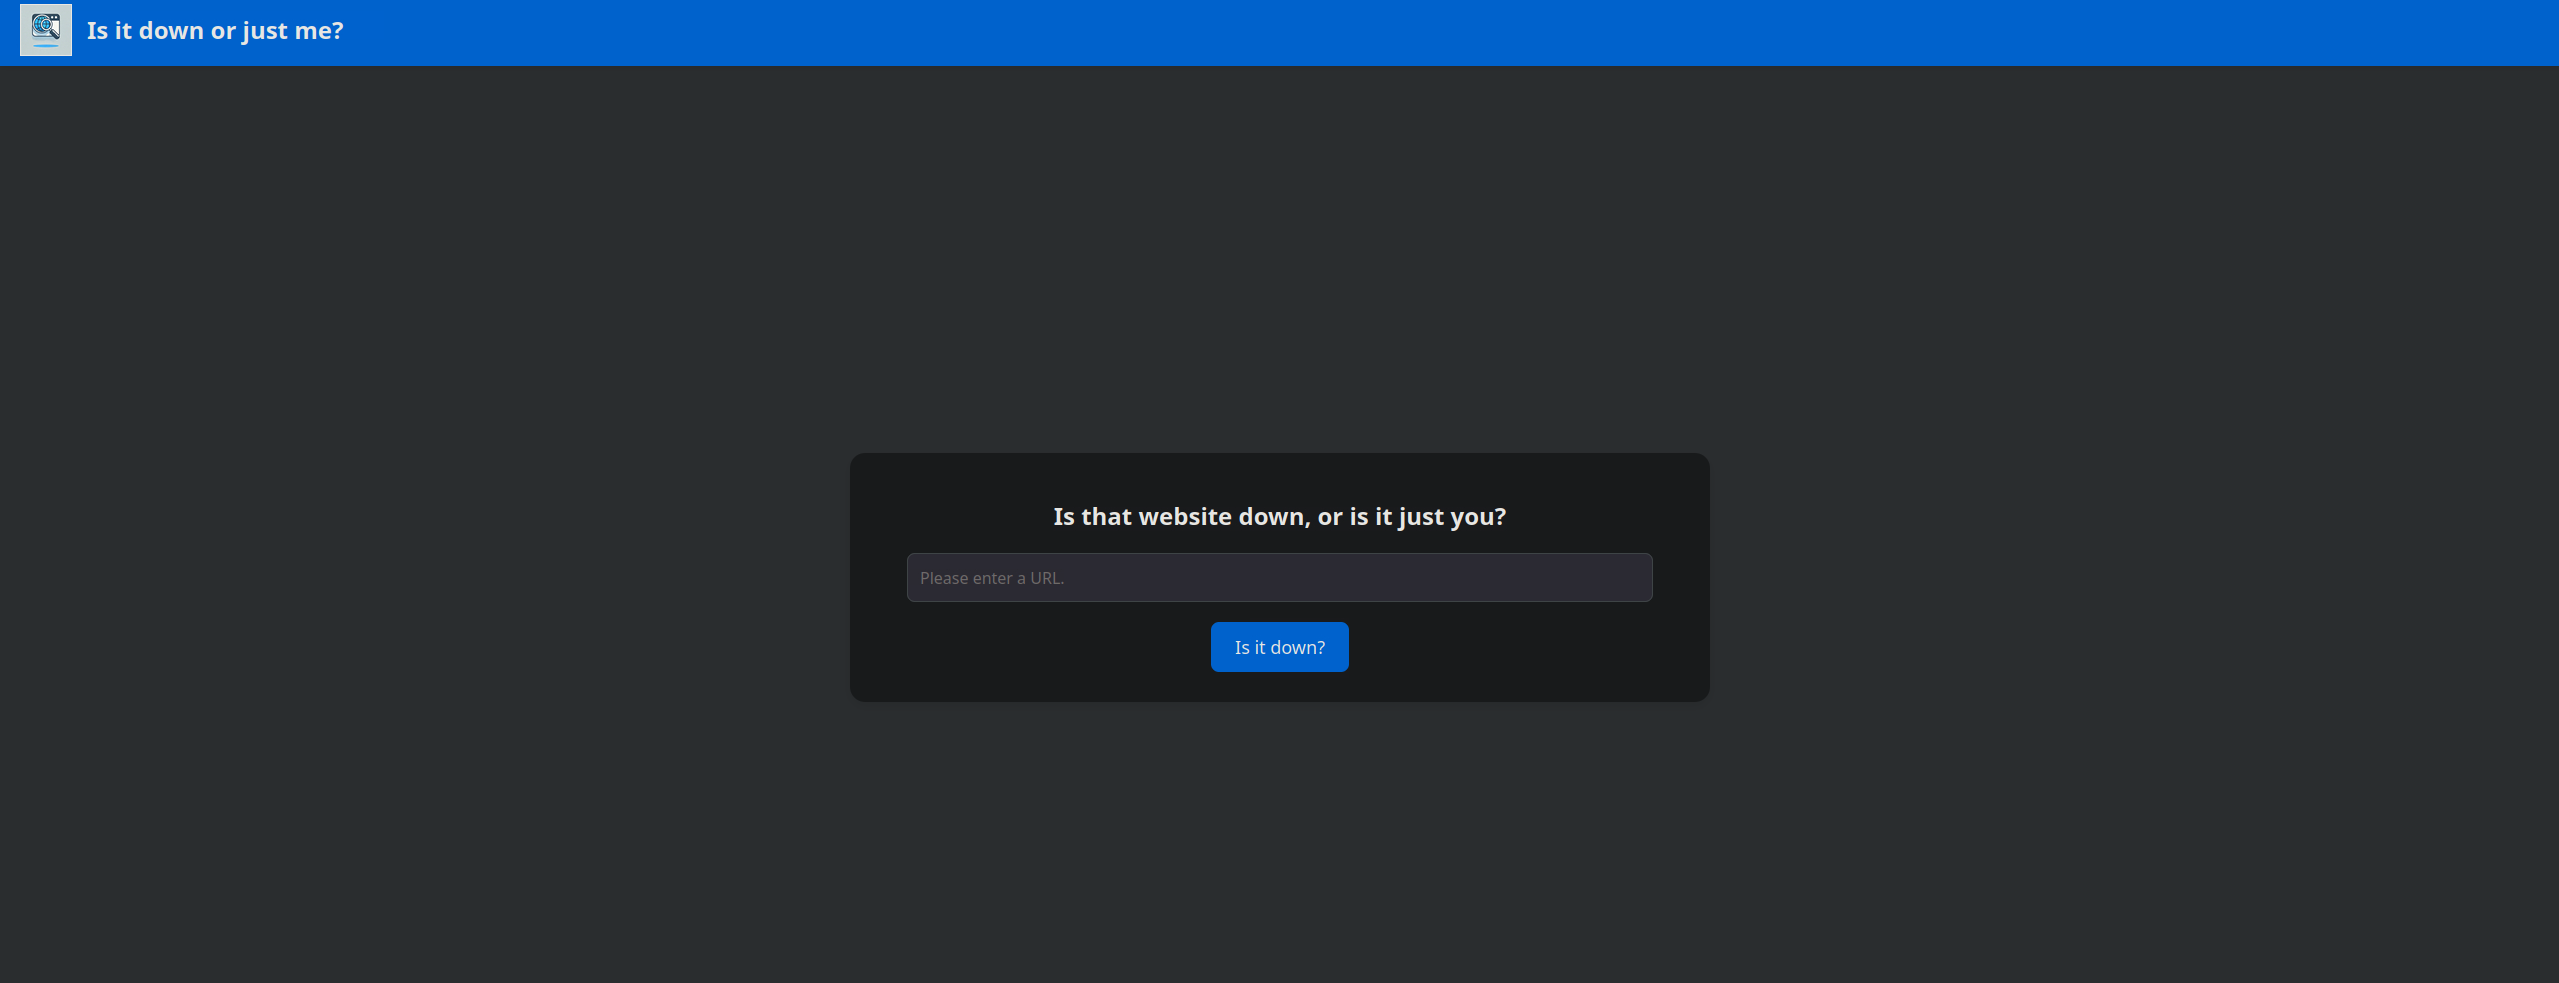 Is it down or just me?
Is that website down, or is it just you?
Please enter a URL.
Is it down?